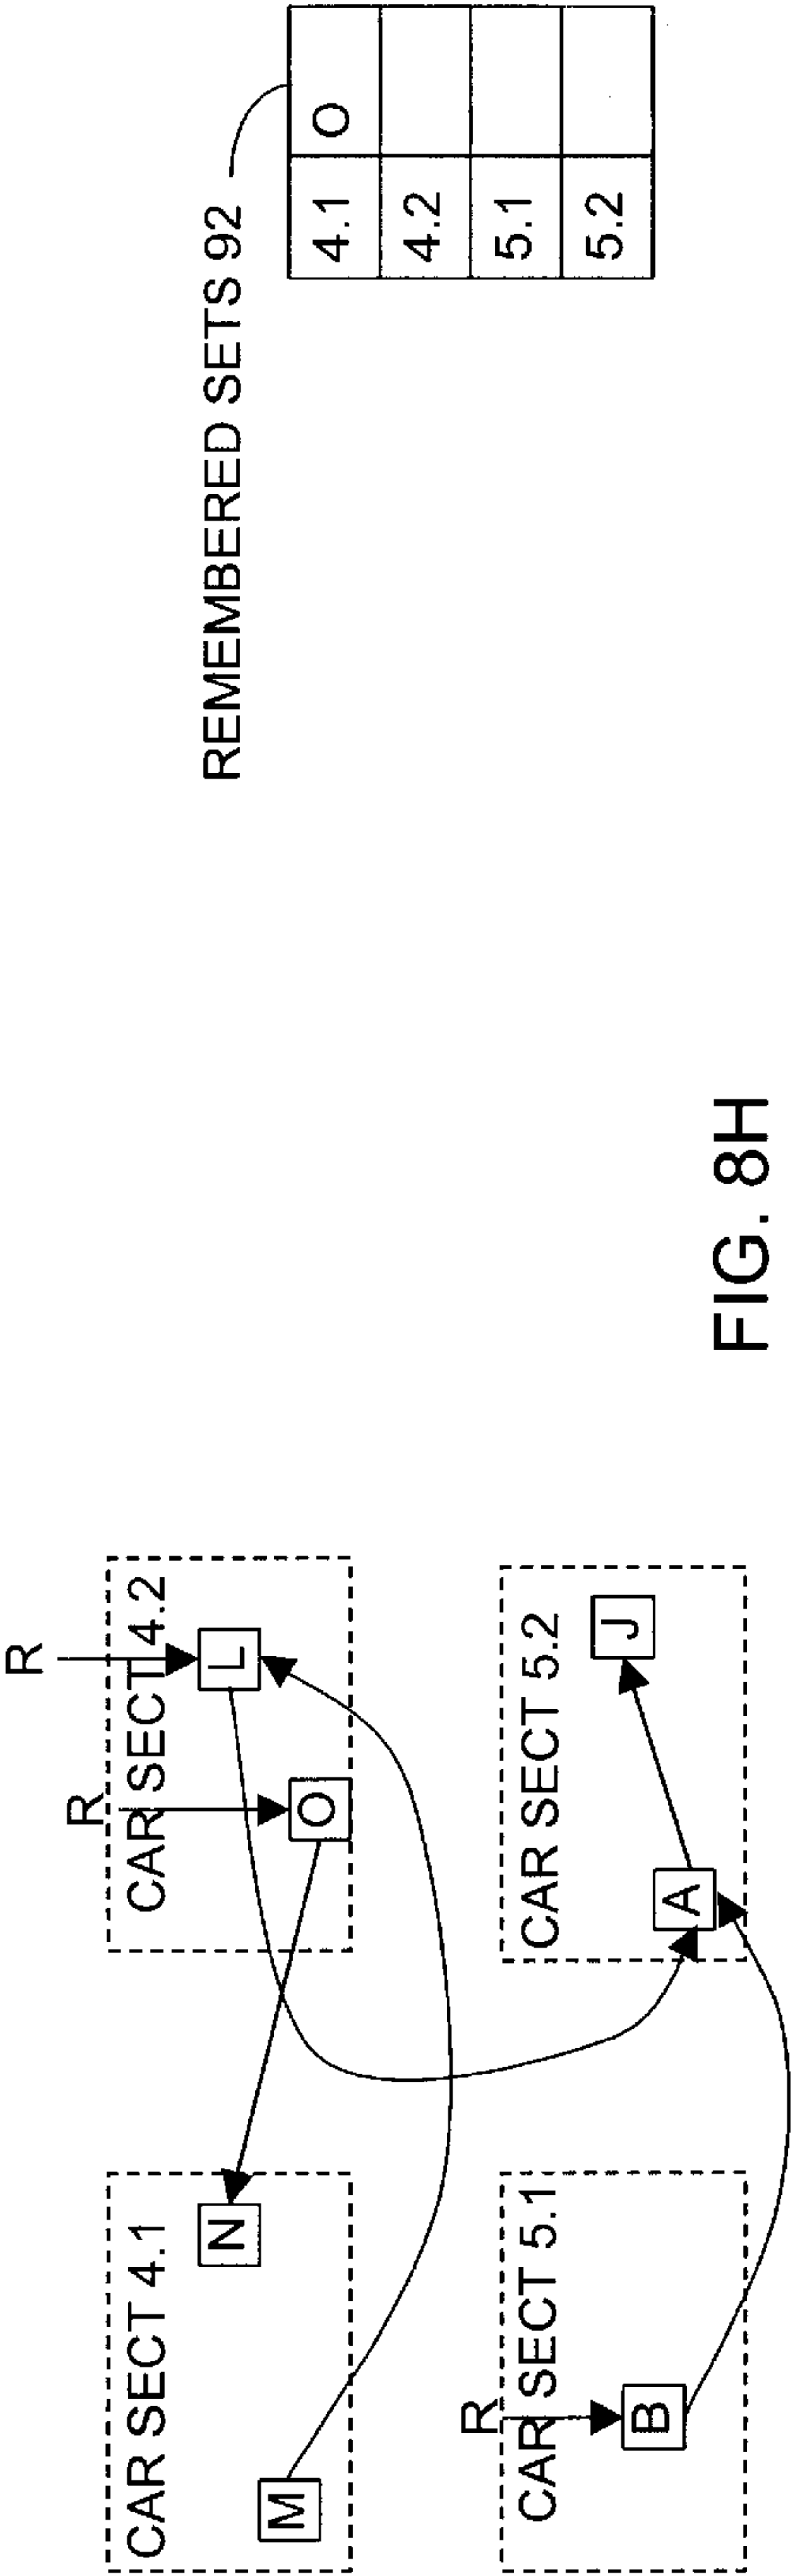 R
R
CAR SECT 4.1
CAR SECT 4.2
N
L
M
O
R
CAR SECT 5.1
CAR SECT 5.2
B
A
J
REMEMBERED SETS 92
4.1 O
4.2
5.1
5.2
FIG. 8H